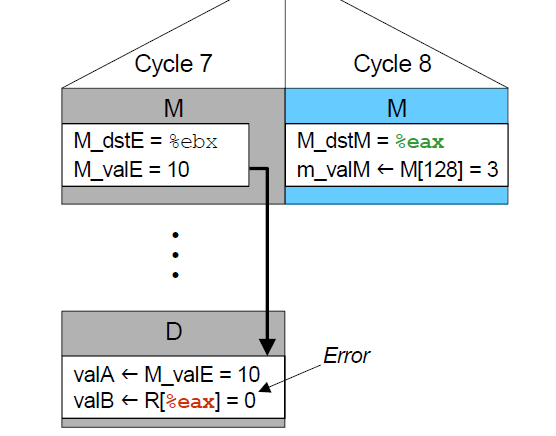 Cycle 7
Cycle 8
M
M
M_dstE = %ebx
M_valE = 10
M_dstM = %eax
m_valM ← M[128] = 3
D
Error
valA ← M_valE = 10
valB ← R[%eax] = 0